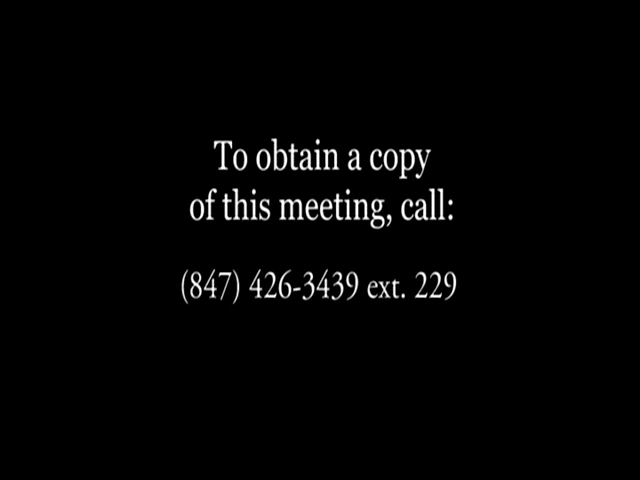 To obtain a copy
of this meeting, call:
(847) 426-3439 ext. 229